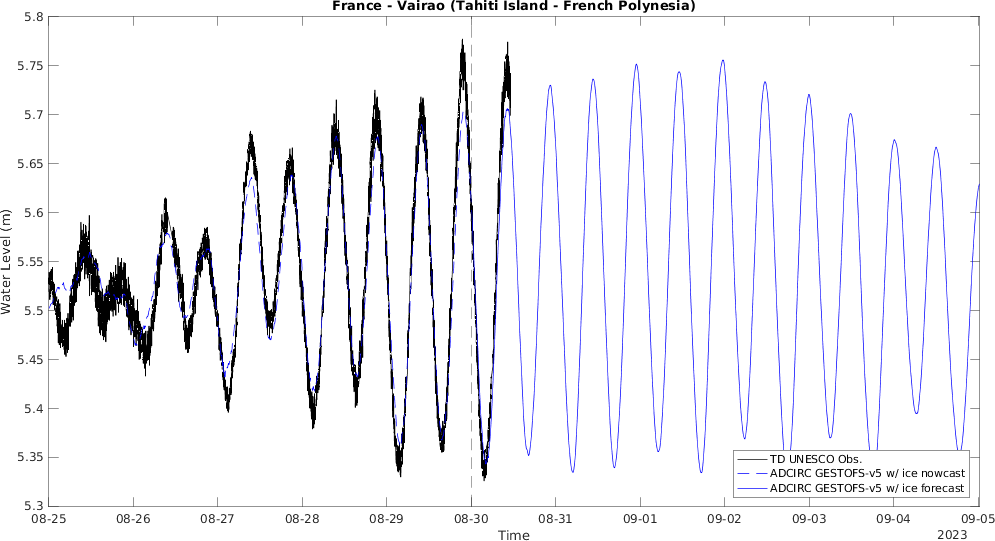 France - Vairao (Tahiti Island - French Polynesia)
5.8
5.75
5.7
5.65
5.6
5.55
5.5
5.45
5.4
5.35
5.3
Water Level (m)
TD UNESCO Obs.
ADCIRC GESTOFS-v5 w/ ice nowcast
ADCIRC GESTOFS-v5 w/ ice forecast
08-25 08-26 08-27 08-28 08-29 08-30 08-31 09-01 09-02 09-03 09-04 09-05
Time
2023